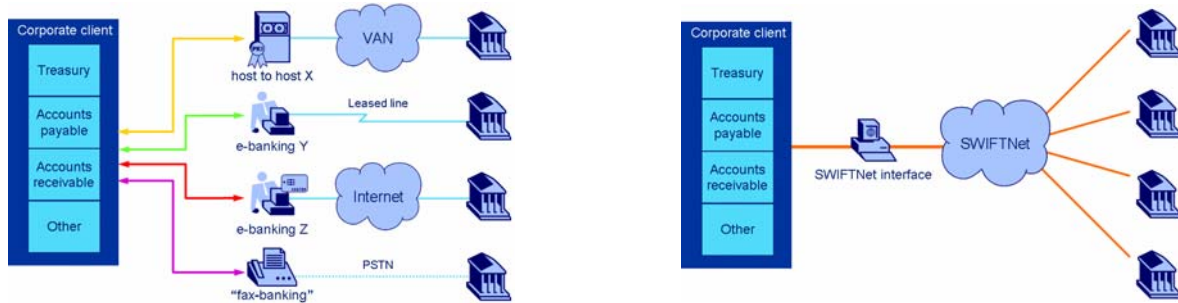 Corporate client
Treasury
Accounts
payable
Accounts
receivable
Other
PKI
host to host X
VAN
e-banking Y
Leased line
e-banking Z
Internet
"fax-banking"
PSTN
Corporate client
Treasury
Accounts
payable
Accounts
receivable
Other
SWIFTNet interface
SWIFTNet